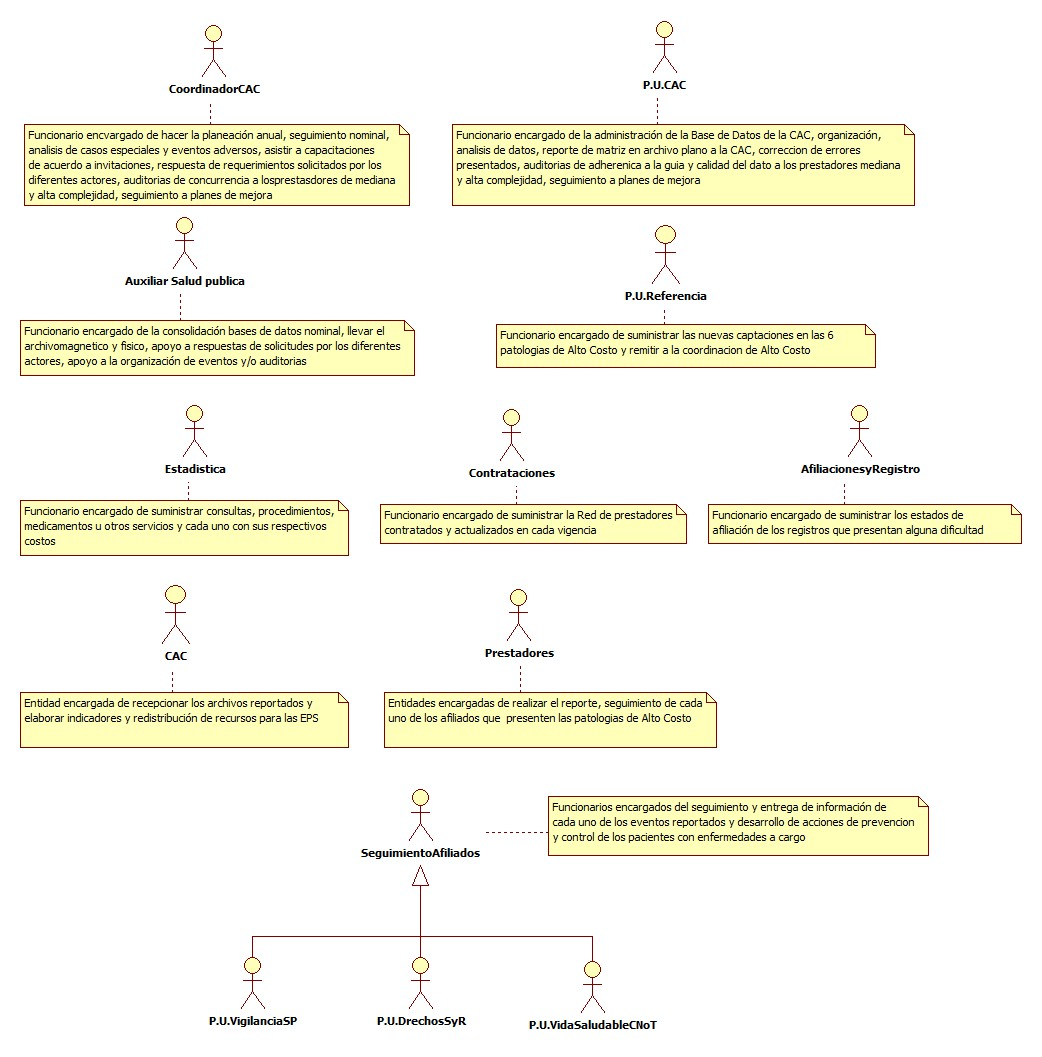 CoordinadorCAC
Funcionario encvargado de hacer la planeación anual, seguimiento nominal,
analisis de casos especiales y eventos adversos, asistir a capacitaciones
de acuerdo a invitaciones, respuesta de requerimientos solicitados por los
diferentes actores, auditorias de concurrencia a losprestasdores de mediana
y alta complejidad, seguimiento a planes de mejora
P.U.CAC
Funcionario encargado de la administración de la Base de Datos de la CAC, organización,
analisis de datos, reporte de matriz en archivo plano a la CAC, correccion de errores
presentados, auditorias de adherenica a la guia y calidad del dato a los prestadores mediana
y alta complejidad, seguimiento a planes de mejora
Auxiliar Salud publica
Funcionario encargado de la consolidación bases de datos nominal, llevar el
archivomagnetico y fisico, apoyo a respuestas de solicitudes por los diferentes
actores, apoyo a la organización de eventos y/o auditorias
P.U.Referencia
Funcionario encargado de suministrar las nuevas captaciones en las 6
patologias de Alto Costo y remitir a la coordinacion de Alto Costo
Estadistica
Funcionario encargado de suministrar consultas, procedimientos,
medicamentos u otros servicios y cada uno con sus respectivos
costos
Contrataciones
Funcionario encargado de suministrar la Red de prestadores
contratados y actualizados en cada vigencia
AfiliacionesyRegistro
Funcionario encargado de suministrar los estados de
afiliación de los registros que presentan alguna dificultad
CAC
Entidad encargada de recepcionar los archivos reportados y
elaborar indicadores y redistribución de recursos para las EPS
Prestadores
Entidades encargadas de realizar el reporte, seguimiento de cada
uno de los afiliados que presenten las patologias de Alto Costo
SeguimientoAfiliados
Funcionarios encargados del seguimiento y entrega de información de
cada uno de los eventos reportados y desarrollo de acciones de prevencion
y control de los pacientes con enfermedades a cargo
P.U.VigilanciaSP
P.U.DrechosSyR
P.U.VidaSaludableCNoT